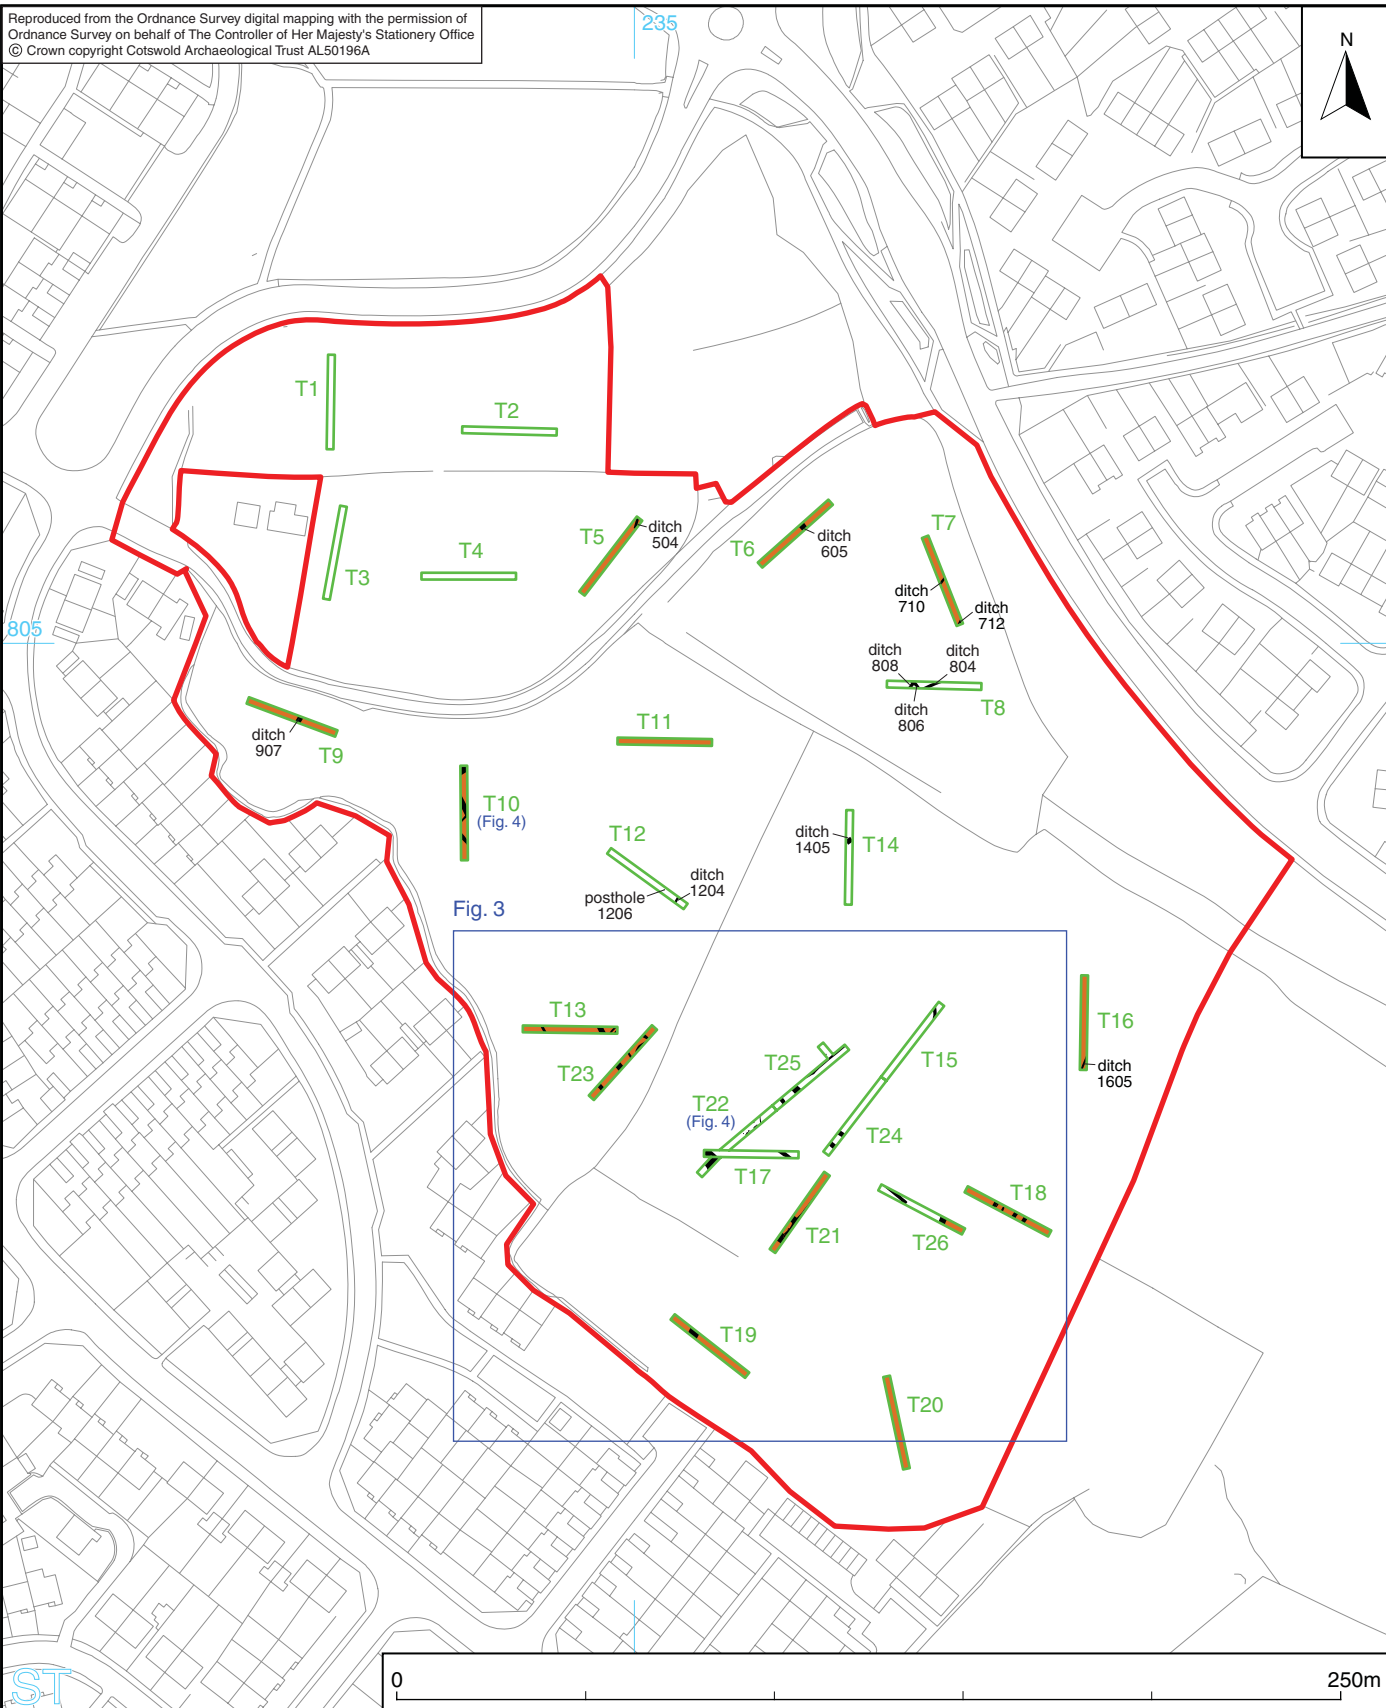 Reproduced from the Ordnance Survey digital mapping with the permission of
Ordnance Survey on behalf of The Controller of Her Majesty's Stationery Office
© Crown copyright Cotswold Archaeological Trust AL50196A
235
N
T1
T2
T3
T4
T5
ditch
504
T6
ditch
605
T7
ditch
710
ditch
712
805
ditch
808
ditch
804
ditch
806
T8
ditch
907
T9
T11
T10
(Fig. 4)
T12
ditch
1204
posthole
1206
ditch
1405
T14
Fig. 3
T13
T23
T25
T15
T16
ditch
1605
T22
(Fig. 4)
T24
T17
T18
T21
T26
T19
T20
ST
0
250m